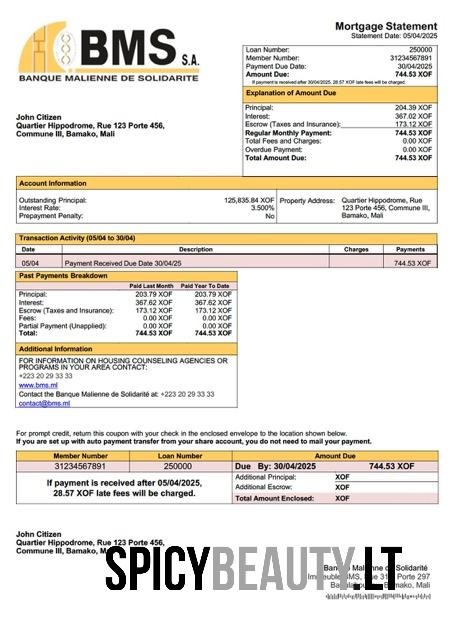 BMS S.A.
BANQUE MALIENNE DE SOLIDARITE
Mortgage Statement
Statement Date: 05/04/2025
Loan Number: 250000
Member Number: 31234567891
Payment Due Date: 30/04/2025
Amount Due: 744.53 XOF
If payment is received after 30/04/2025, 28.57 XOF late fees will be charged.
Explanation of Amount Due
Principal: 204.39 XOF
Interest: 367.02 XOF
Escrow (Taxes and Insurance): 173.12 XOF
Regular Monthly Payment: 744.53 XOF
Total Fees and Charges: 0.00 XOF
Overdue Payment: 0.00 XOF
Total Amount Due: 744.53 XOF
John Citizen
Quartier Hippodrome, Rue 123 Porte 456,
Commune III, Bamako, Mali
Account Information
Outstanding Principal: 125,835.84 XOF
Interest Rate: 3.500%
Prepayment Penalty: No
Property Address: Quartier Hippodrome, Rue
123 Porte 456, Commune III,
Bamako, Mali
Transaction Activity (05/04 to 30/04)
Date Description Charges Payments
05/04 Payment Received Due Date 30/04/25 744.53 XOF
Past Payments Breakdown
Paid Last Month Paid Year To Date
Principal: 203.79 XOF 203.79 XOF
Interest: 367.62 XOF 367.62 XOF
Escrow (Taxes and Insurance): 173.12 XOF 173.12 XOF
Fees: 0.00 XOF 0.00 XOF
Partial Payment (Unapplied): 0.00 XOF 0.00 XOF
Total: 744.53 XOF 744.53 XOF
Additional Information
FOR INFORMATION ON HOUSING COUNSELING AGENCIES OR
PROGRAMS IN YOUR AREA CONTACT:
+223 20 29 33 33
www.bms.ml
Contact the Banque Malienne de Solidarité at: +223 20 29 33 33
contact@bms.ml
For prompt credit, return this coupon with your check in the enclosed envelope to the location shown below.
If you are set up with auto payment transfer from your share account, you do not need to mail your payment.
Member Number Loan Number Amount Due
31234567891 250000 Due By: 30/04/2025 744.53 XOF
If payment is received after 05/04/2025,
28.57 XOF late fees will be charged.
Additional Principal: XOF
Additional Escrow: XOF
Total Amount Enclosed: XOF
John Citizen
Quartier Hippodrome, Rue 123 Porte 456,
Commune III, Bamako,
SPICYBEAUTY.LT
Malienne de Solidarité
BMS, Rue Porte 297